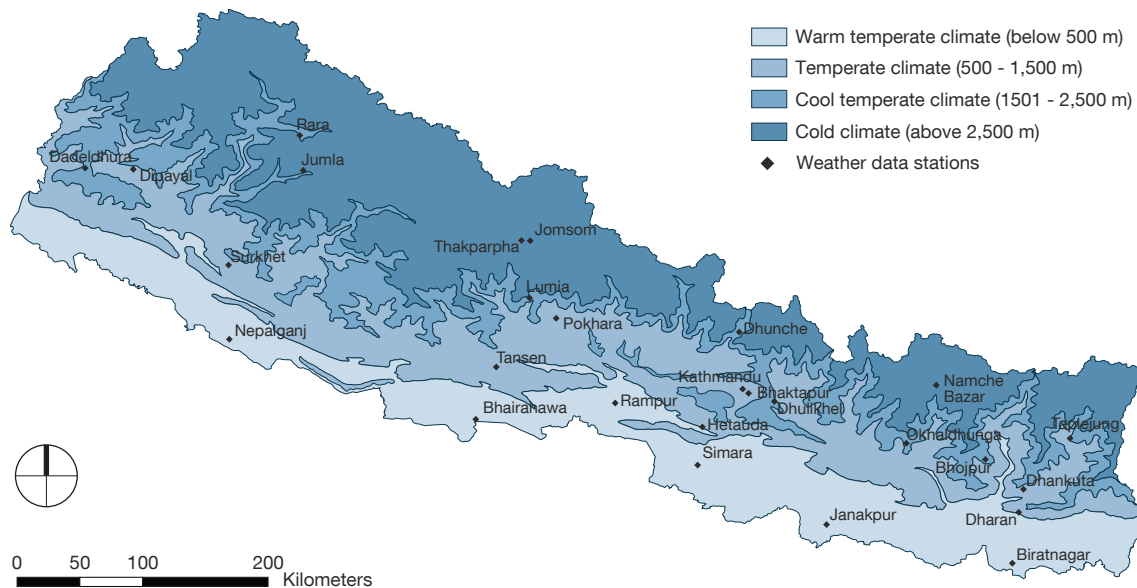 Warm temperate climate (below 500 m)
Temperate climate (500 - 1,500 m)
Cool temperate climate (1501 - 2,500 m)
Cold climate (above 2,500 m)
Weather data stations
Rara
Dadeldhura
Dipayal
Jumla
Jomsom
Thakparpha
Surkhet
Lumia
Pokhara
Dhunche
Nepalganj
Tansen
Kathmandu
Bhaktapur
Dhulikhel
Namche
Bazar
Bhairahawa
Rampur
Hetauda
Okhaldhunga
Taplejung
Simara
Bhojpur
Dhankuta
Janakpur
Dharan
Biratnagar
0 50 100 200
Kilometers